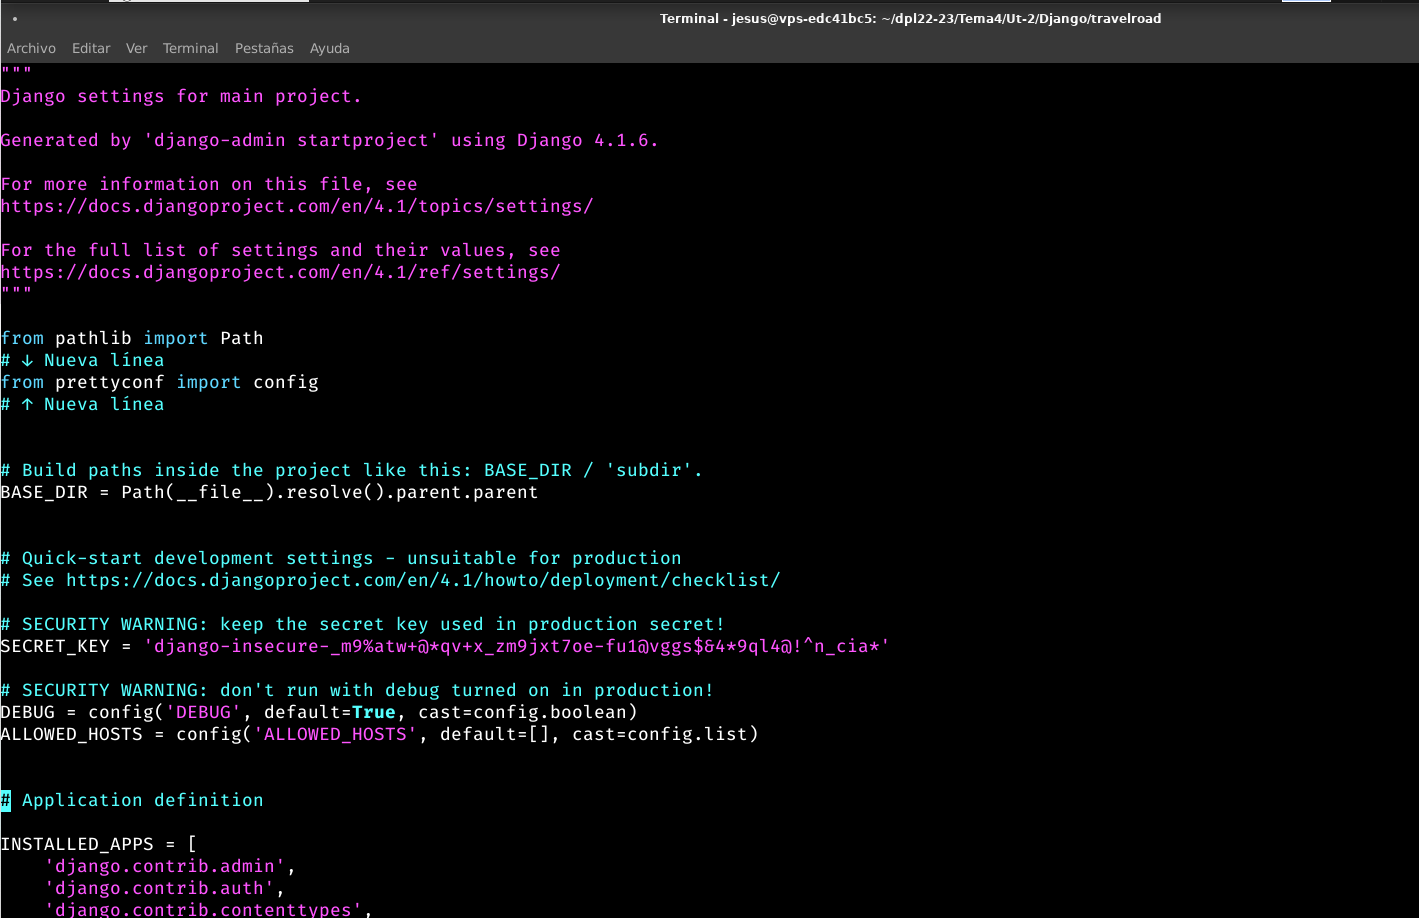 Terminal - jesus@vps-edc41bc5: ~/dpl22-23/Tema4/Ut-2/Django/travelroad
Archivo Editar Ver Terminal Pestañas Ayuda
"""
Django settings for main project.
Generated by 'django-admin startproject' using Django 4.1.6.
For more information on this file, see
https://docs.djangoproject.com/en/4.1/topics/settings/
For the full list of settings and their values, see
https://docs.djangoproject.com/en/4.1/ref/settings/
"""
from pathlib import Path
# ↓ Nueva línea
from prettyconf import config
# ↑ Nueva línea
# Build paths inside the project like this: BASE_DIR / 'subdir'.
BASE_DIR = Path(__file__).resolve().parent.parent
# Quick-start development settings - unsuitable for production
# See https://docs.djangoproject.com/en/4.1/howto/deployment/checklist/
# SECURITY WARNING: keep the secret key used in production secret!
SECRET_KEY = 'django-insecure-_m9%atw+@*qv+x_zm9jxt7oe-fu1@vggs$&4*9ql4@!^n_cia*'
# SECURITY WARNING: don't run with debug turned on in production!
DEBUG = config('DEBUG', default=True, cast=config.boolean)
ALLOWED_HOSTS = config('ALLOWED_HOSTS', default=[], cast=config.list)
# Application definition
INSTALLED_APPS = [
    'django.contrib.admin',
    'django.contrib.auth',
    'django.contrib.contenttypes',